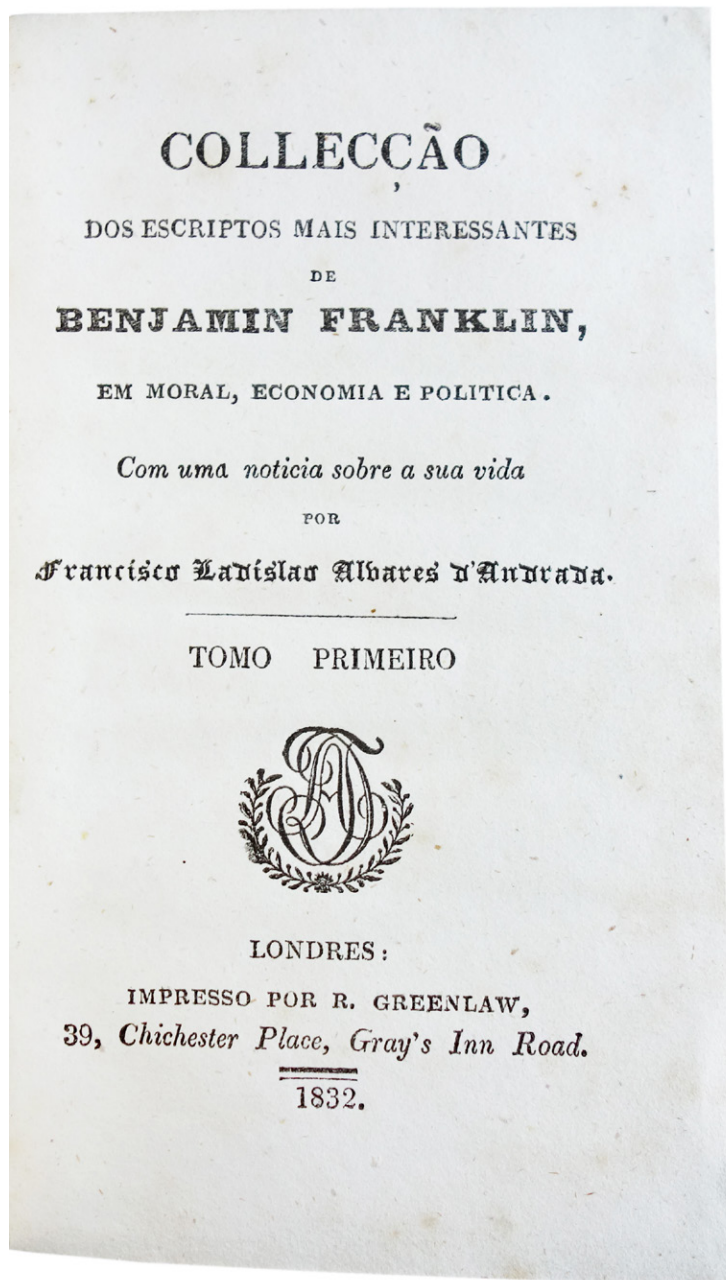 COLLECÇÃO
DOS ESCRIPTOS MAIS INTERESSANTES
DE
BENJAMIN FRANKLIN,
EM MORAL, ECONOMIA E POLITICA.
Com uma noticia sobre a sua vida
POR
Francisco Ladislao Alvares d'Andrada.
TOMO PRIMEIRO
LONDRES:
IMPRESSO POR R. GREENLAW,
39, Chichester Place, Gray's Inn Road.
1832.